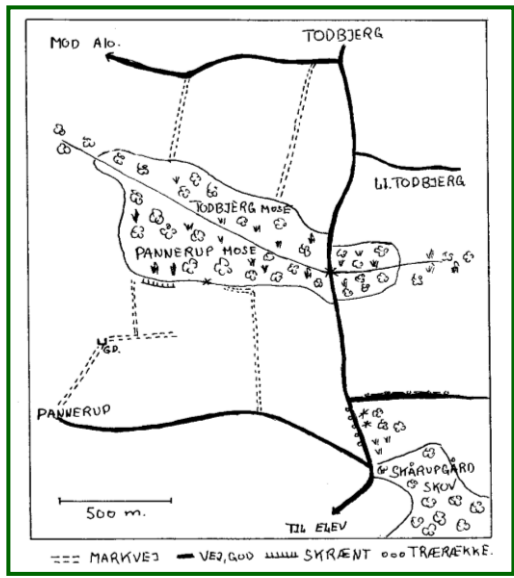 TODBJERG
MOD A10.
LI. TODBJERG
TODBJERG MOSE
PANNERUP MOSE
GD.
PANNERUP
SKÅRUPGÅRD
SKOV
500 m.
TIL ELEV
MARKVEJ VEJ, GOD SKRÆNT TRÆRÆKKE.